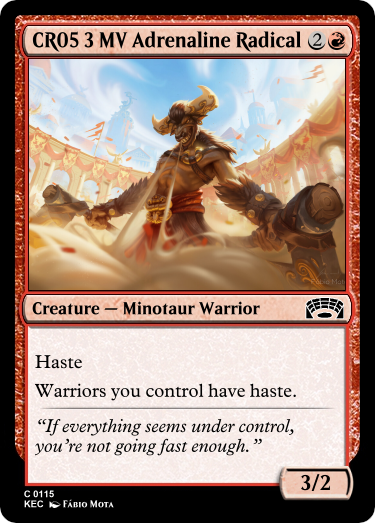 CR05 3 MV Adrenaline Radical 2
Creature — Minotaur Warrior
Haste
Warriors you control have haste.
“If everything seems under control,
you’re not going fast enough.”
3/2
C 0115
KEC Fábio Mota